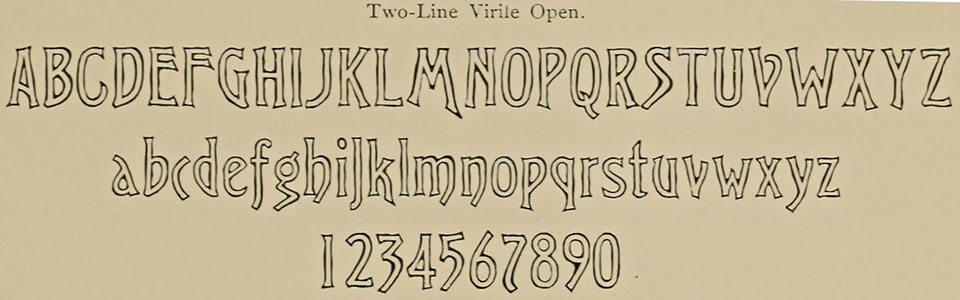 Two-Line Virile Open.
ABCDEFGHIJKLMNOPQRSTUVWXYZ
abcdefghijklmnopqrstuvwxyz
1234567890